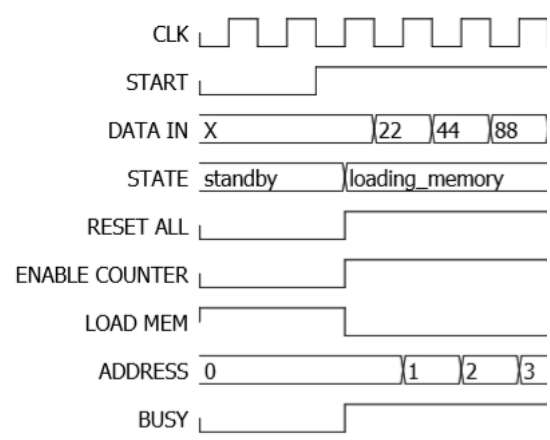 CLK
START
DATA IN X 22 44 88
STATE standby loading_memory
RESET ALL
ENABLE COUNTER
LOAD MEM
ADDRESS 0 1 2 3
BUSY